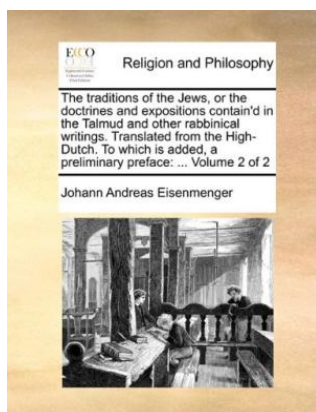 ECCO
Religion and Philosophy
The traditions of the Jews, or the
doctrines and expositions contain'd in
the Talmud and other rabbinical
writings. Translated from the High-
Dutch. To which is added, a
preliminary preface: ... Volume 2 of 2
Johann Andreas Eisenmenger